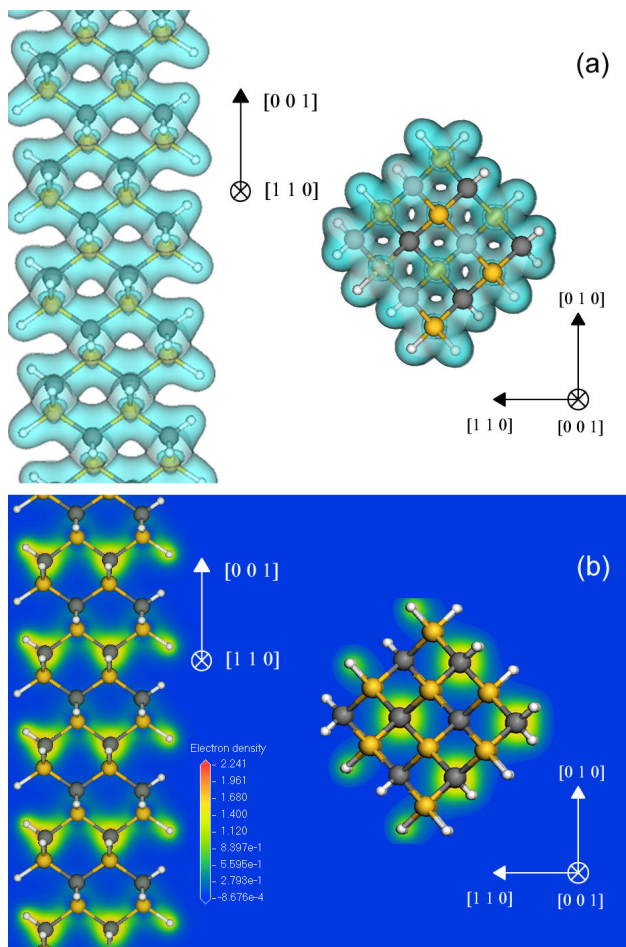 (a)
[0 0 1]
[1 1 0]
[0 1 0]
[1 1 0]
[0 0 1]
(b)
[0 0 1]
[1 1 0]
Electron density
2.241
1.961
1.680
1.400
1.120
8.397e-1
5.595e-1
2.793e-1
-8.676e-4
[0 1 0]
[1 1 0]
[0 0 1]